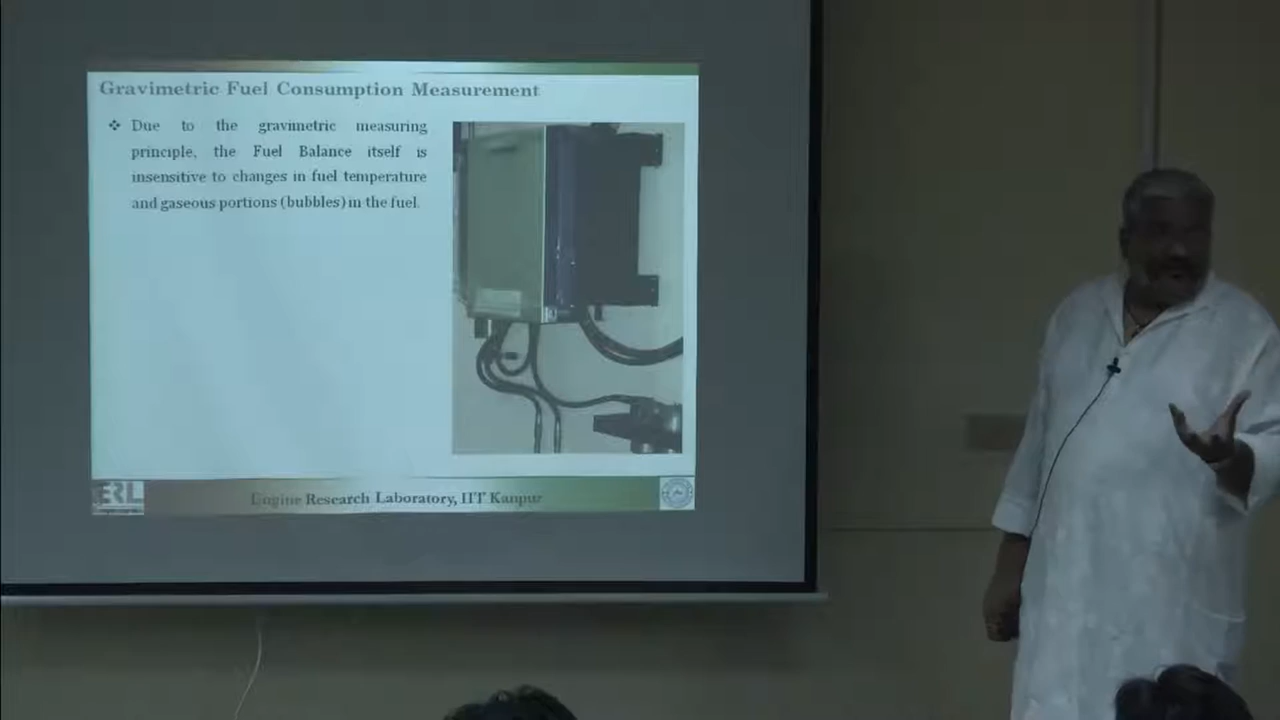 Gravimetric Fuel Consumption Measurement
❖ Due to the gravimetric measuring
principle, the Fuel Balance itself is
insensitive to changes in fuel temperature
and gaseous portions (bubbles) in the fuel.
ERL
Engine Research Laboratory, IIT Kanpur